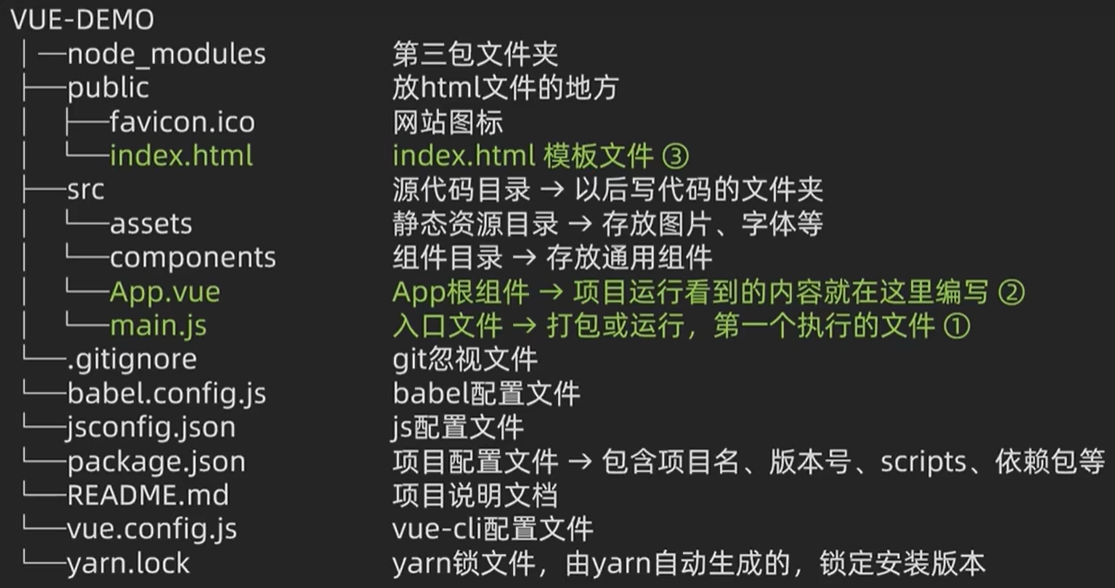 VUE-DEMO
│ ─node_modules 第三包文件夹
├──public 放html文件的地方
│ ├──favicon.ico 网站图标
│ └──index.html index.html 模板文件 ③
├──src 源代码目录 → 以后写代码的文件夹
│ └──assets 静态资源目录 → 存放图片、字体等
│ └──components 组件目录 → 存放通用组件
│ └──App.vue App根组件 → 项目运行看到的内容就在这里编写 ②
│ └──main.js 入口文件 → 打包或运行，第一个执行的文件 ①
└──.gitignore git忽视文件
└──babel.config.js babel配置文件
└──jsconfig.json js配置文件
└──package.json 项目配置文件 → 包含项目名、版本号、scripts、依赖包等
└──README.md 项目说明文档
└──vue.config.js vue-cli配置文件
└──yarn.lock yarn锁文件，由yarn自动生成的，锁定安装版本